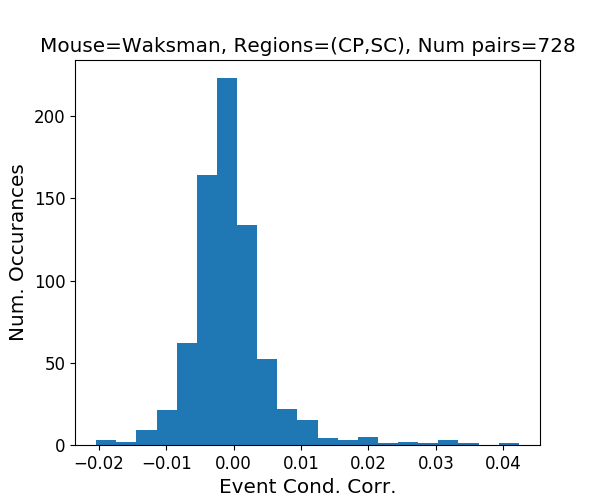 Mouse=Waksman, Regions=(CP,SC), Num pairs=728
Num. Occurances
200
150
100
50
0
−0.02 −0.01 0.00 0.01 0.02 0.03 0.04
Event Cond. Corr.